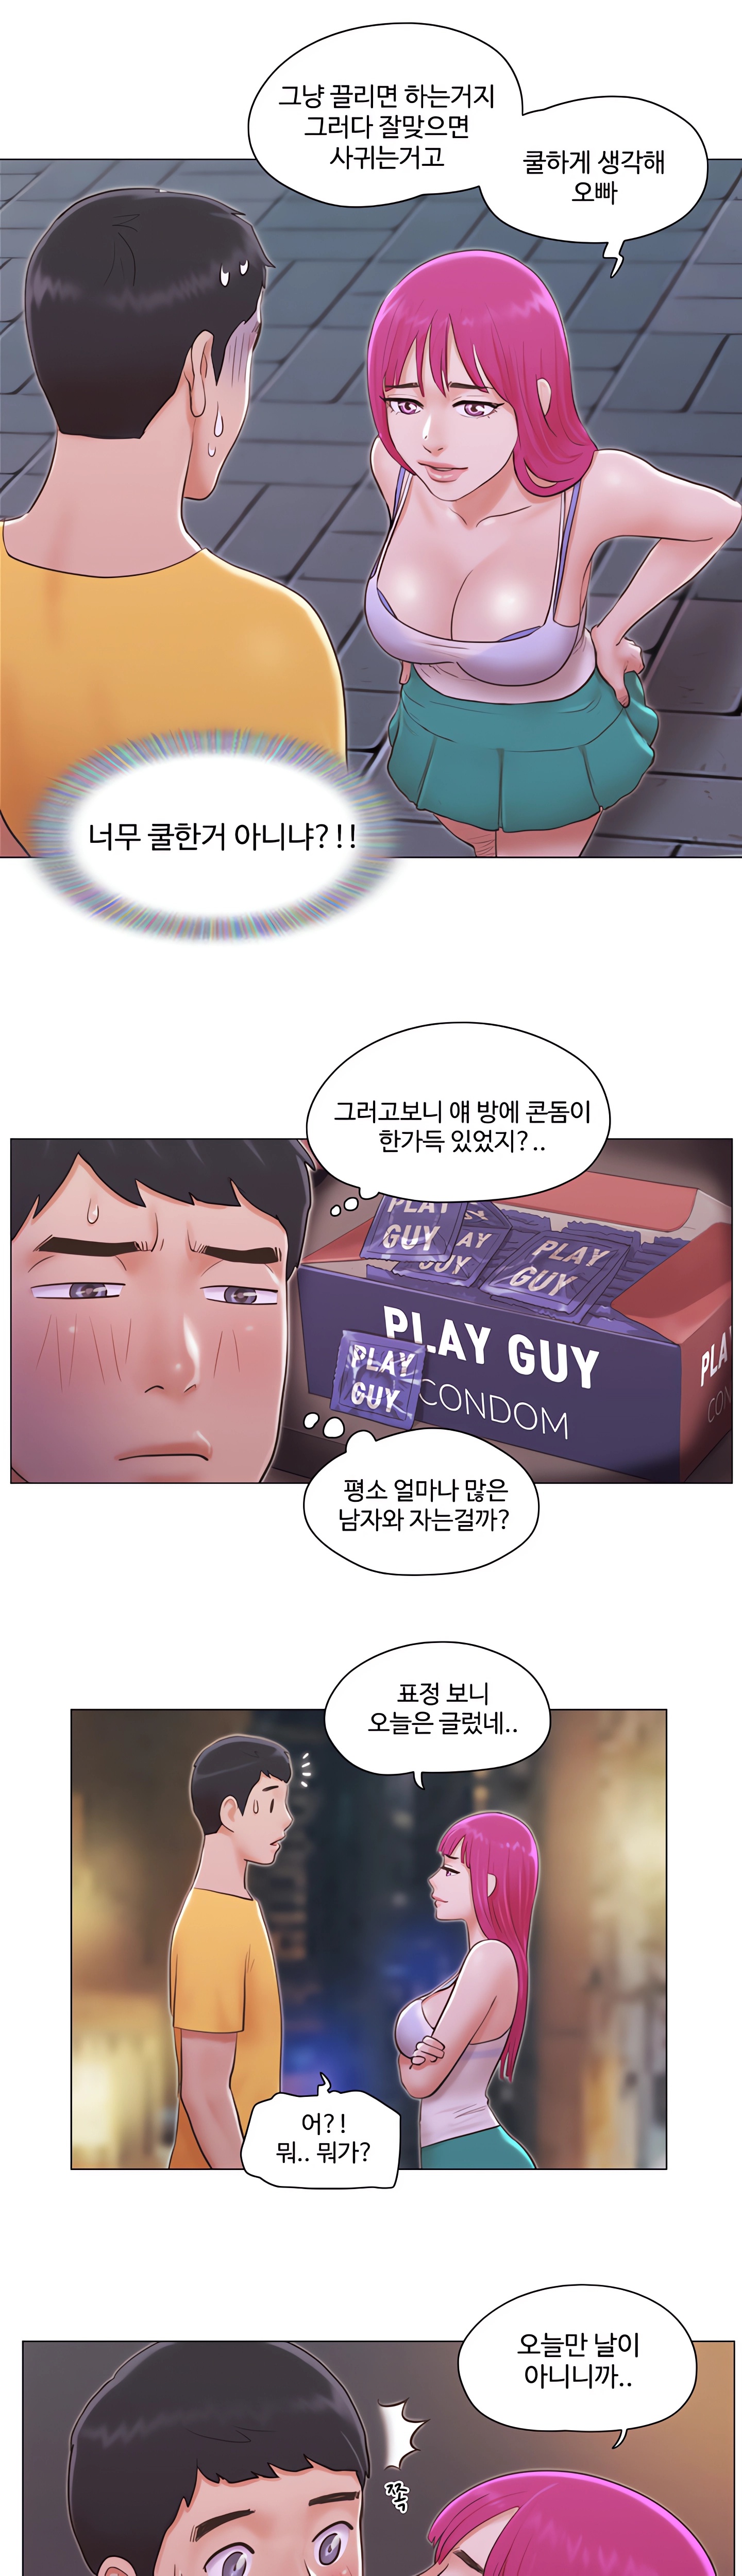 그냥 끌리면 하는거지
그러다 잘맞으면
사귀는거고
쿨하게 생각해
오빠
너무 쿨한거 아니냐?!!
그러고보니 얘 방에 콘돔이
한가득 있었지?..
PLAY
GUY
AY
GUY
PLAY
GUY
PLAY GUY
CONDOM
PLAY
GUY
PLA
CON
평소 얼마나 많은
남자와 자는걸까?
표정 보니
오늘은 글렀네..
어?!
뭐.. 뭐가?
오늘만 날이
아니니까..
쪽